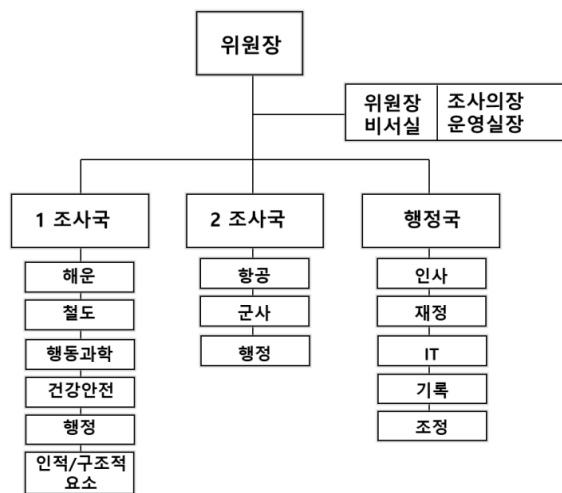 위원장
위원장 조사의장
비서실 운영실장
1 조사국
2 조사국
행정국
해운
철도
행동과학
건강안전
행정
인적/구조적
요소
항공
군사
행정
인사
재정
IT
기록
조정